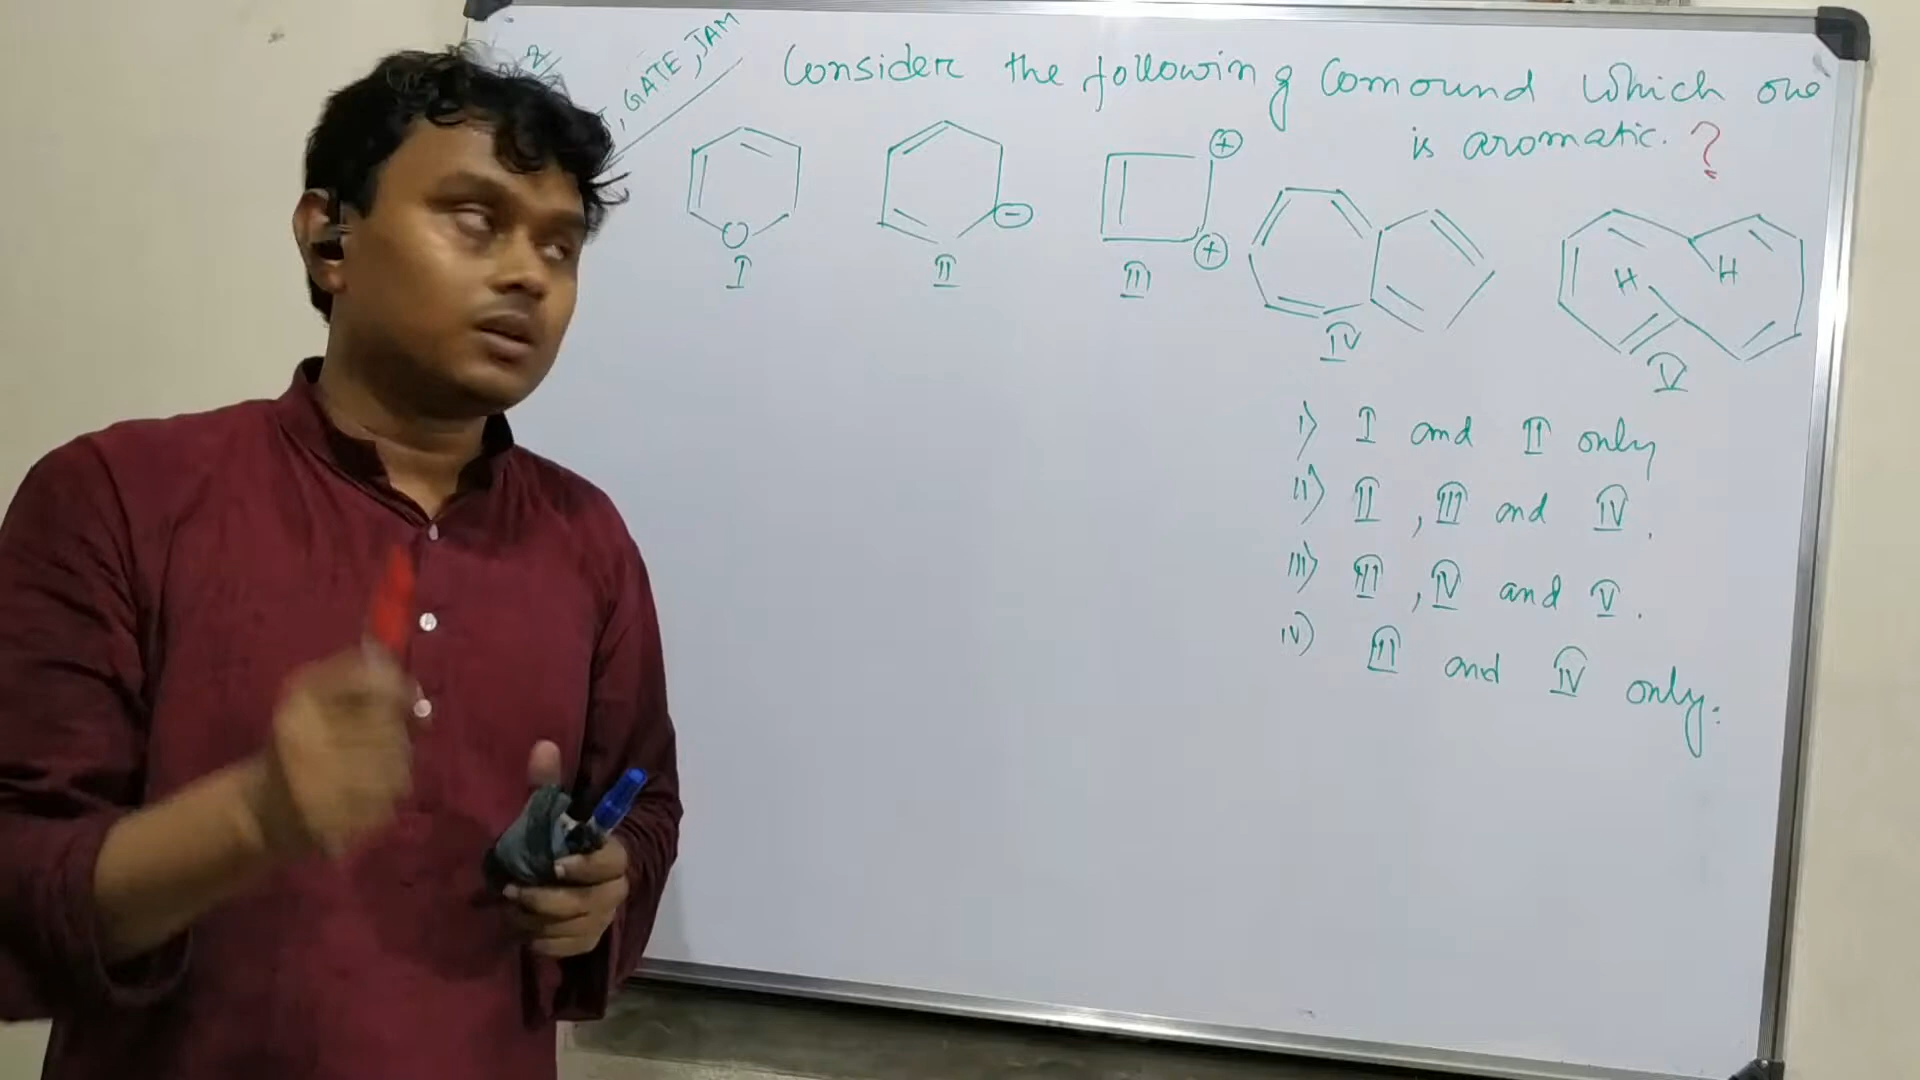 , GATE, JAM
Consider the following Comound which one
is aromatic. ?
+
-
+
O
H
H
I
II
III
IV
V
i) I and II only
ii) II, III and IV.
iii) III, IV and V.
iv) III and IV only.